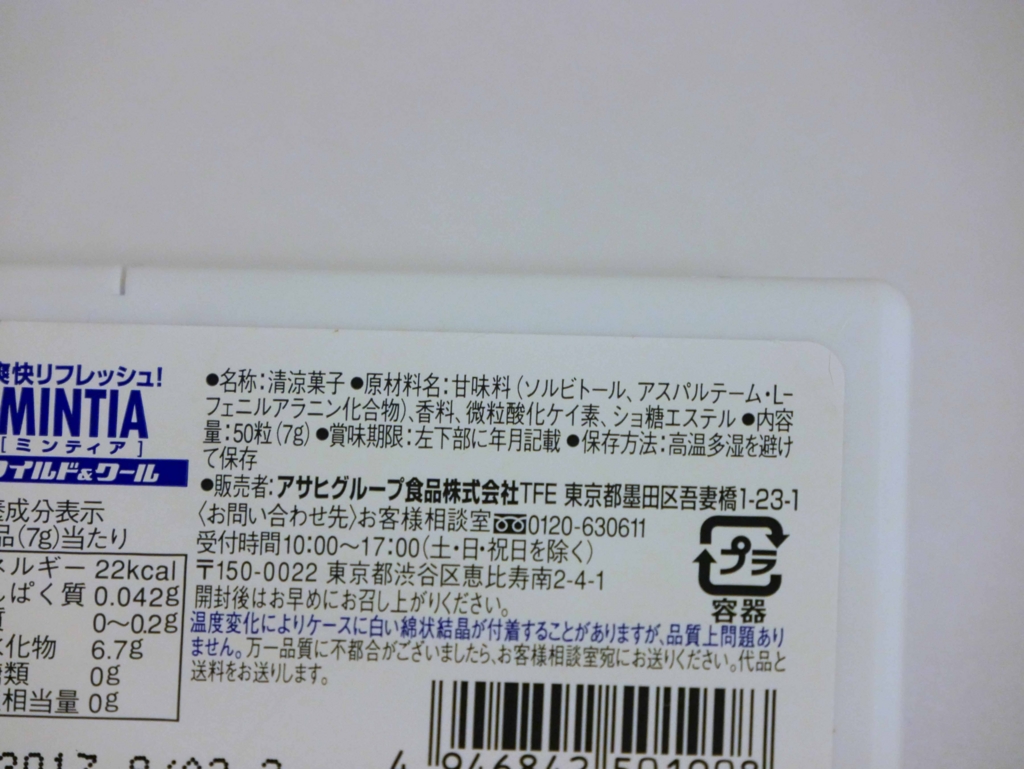 爽快リフレッシュ!
MINTIA
[ミンティア]
ワイルド&クール
成分表示
品(7g)当たり
ネルギー 22kcal
んぱく質 0.042g
質 0〜0.2g
水化物 6.7g
糖類 0g
相当量 0g
●名称:清涼菓子 ●原材料名:甘味料(ソルビトール、アスパルテーム・L-
フェニルアラニン化合物)、香料、微粒酸化ケイ素、ショ糖エステル ●内容
量:50粒(7g) ●賞味期限:左下部に年月記載 ●保存方法:高温多湿を避け
て保存
●販売者:アサヒグループ食品株式会社TFE 東京都墨田区吾妻橋1-23-1
〈お問い合わせ先〉お客様相談室 0120-630611
受付時間10:00〜17:00(土・日・祝日を除く)
〒150-0022 東京都渋谷区恵比寿南2-4-1
開封後はお早めにお召し上がりください。
温度変化によりケースに白い綿状結晶が付着することがありますが、品質上問題あり
ません。万一品質に不都合がございましたら、お客様相談室宛にお送りください。代品と
送料をお送りします。
プラ
容器
2017
4 946842